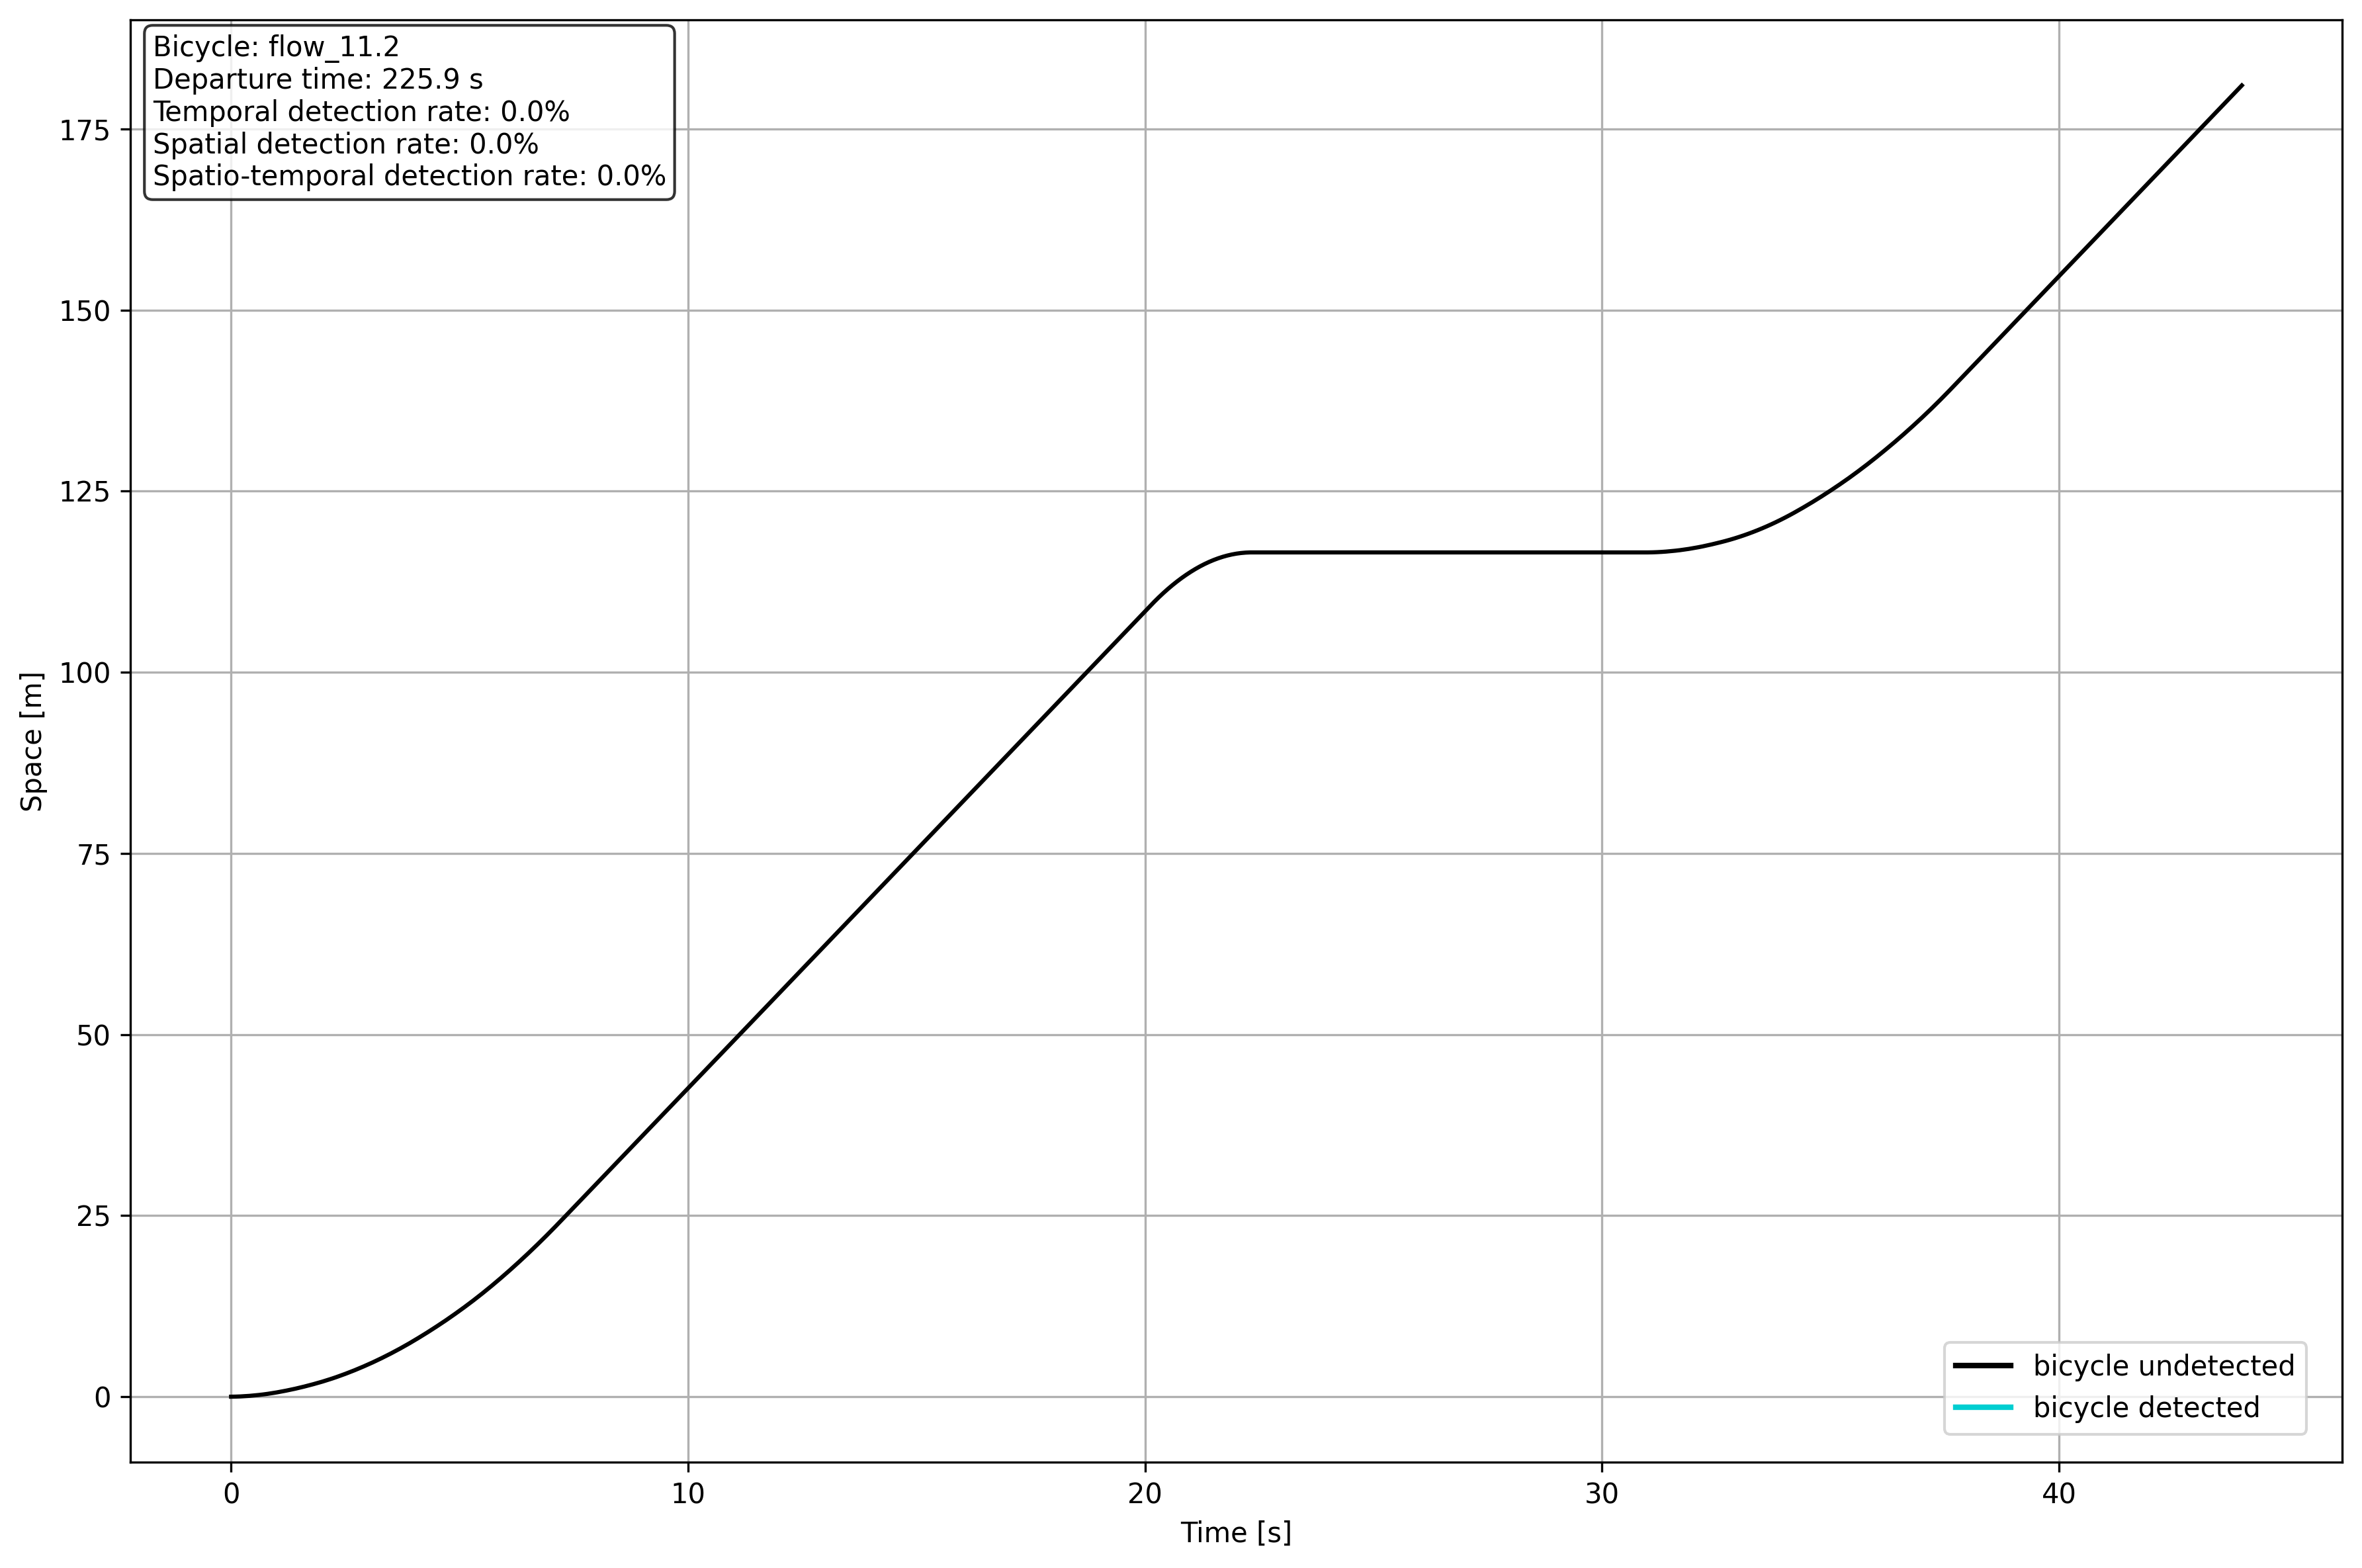 Bicycle: flow_11.2
Departure time: 225.9 s
Temporal detection rate: 0.0%
Spatial detection rate: 0.0%
Spatio-temporal detection rate: 0.0%
175
150
125
100
75
50
25
0
Space [m]
bicycle undetected
bicycle detected
0 10 20 30 40
Time [s]